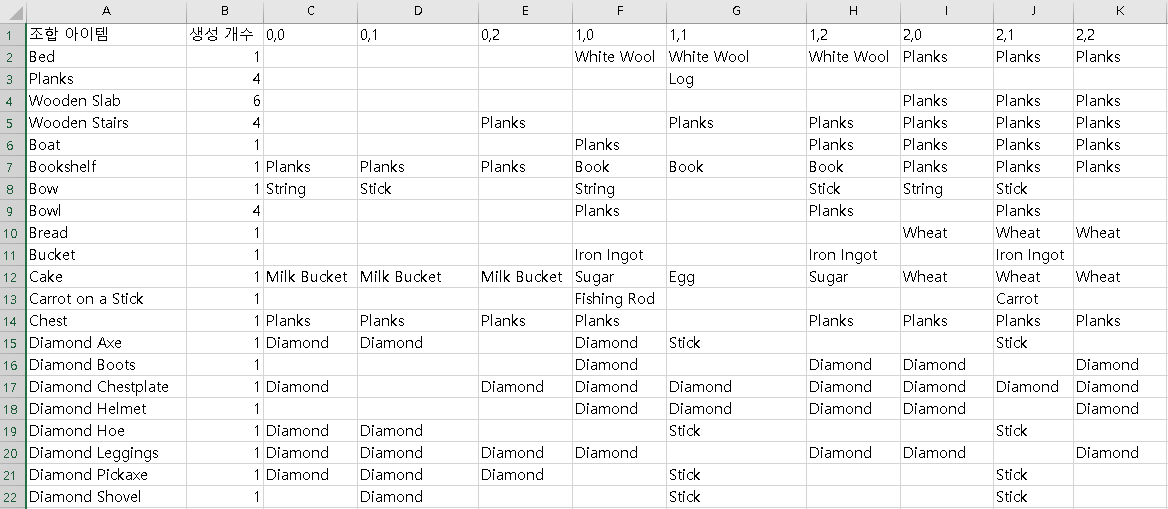 A B C D E F G H I J K
1 조합 아이템 생성 개수 0,0 0,1 0,2 1,0 1,1 1,2 2,0 2,1 2,2
2 Bed 1 White Wool White Wool White Wool Planks Planks Planks
3 Planks 4 Log
4 Wooden Slab 6 Planks Planks Planks
5 Wooden Stairs 4 Planks Planks Planks Planks Planks Planks
6 Boat 1 Planks Planks Planks Planks Planks
7 Bookshelf 1 Planks Planks Planks Book Book Book Planks Planks Planks
8 Bow 1 String Stick String Stick String Stick
9 Bowl 4 Planks Planks Planks
10 Bread 1 Wheat Wheat Wheat
11 Bucket 1 Iron Ingot Iron Ingot Iron Ingot
12 Cake 1 Milk Bucket Milk Bucket Milk Bucket Sugar Egg Sugar Wheat Wheat Wheat
13 Carrot on a Stick 1 Fishing Rod Carrot
14 Chest 1 Planks Planks Planks Planks Planks Planks Planks Planks
15 Diamond Axe 1 Diamond Diamond Diamond Stick Stick
16 Diamond Boots 1 Diamond Diamond Diamond Diamond
17 Diamond Chestplate 1 Diamond Diamond Diamond Diamond Diamond Diamond Diamond Diamond
18 Diamond Helmet 1 Diamond Diamond Diamond Diamond Diamond
19 Diamond Hoe 1 Diamond Diamond Stick Stick
20 Diamond Leggings 1 Diamond Diamond Diamond Diamond Diamond Diamond Diamond
21 Diamond Pickaxe 1 Diamond Diamond Diamond Stick Stick
22 Diamond Shovel 1 Diamond Stick Stick